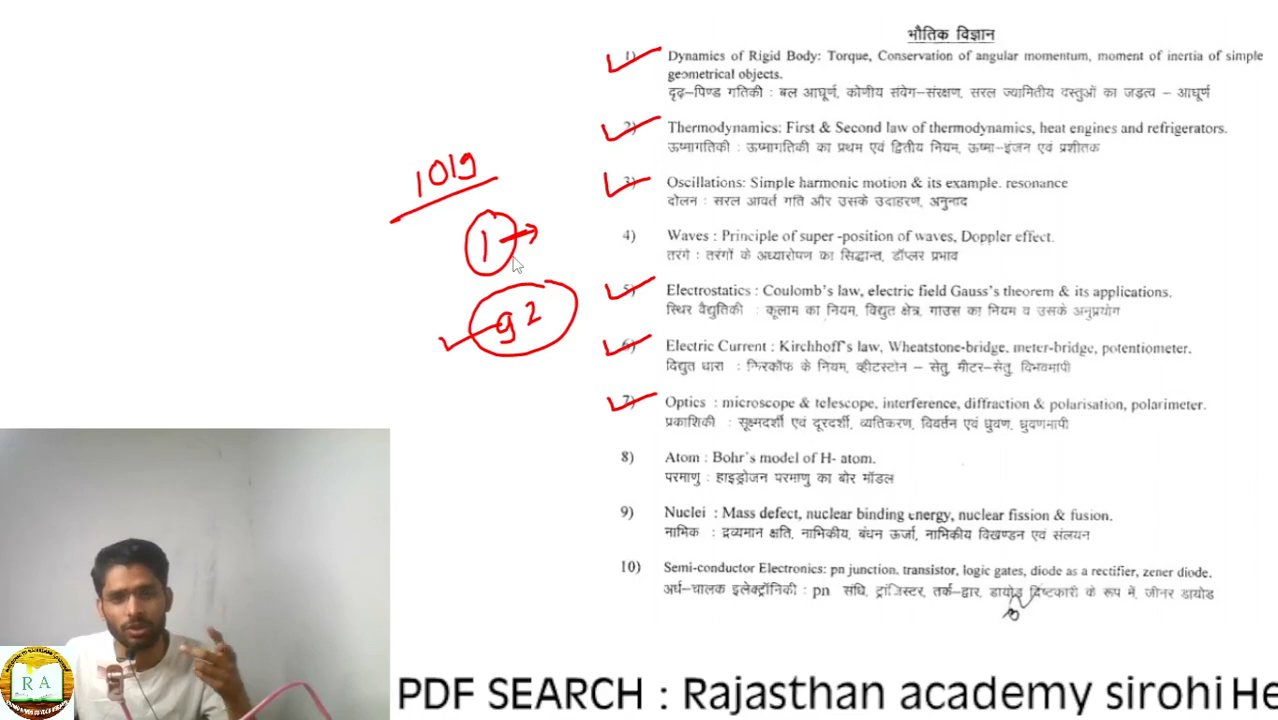 भौतिक विज्ञान
1) Dynamics of Rigid Body: Torque, Conservation of angular momentum, moment of inertia of simple
geometrical objects.
दृढ़–पिण्ड गतिकी : बल आघूर्ण, कोणीय संवेग–संरक्षण, सरल ज्यामितीय वस्तुओं का जड़त्व – आघूर्ण
2) Thermodynamics: First & Second law of thermodynamics, heat engines and refrigerators.
ऊष्मागतिकी : ऊष्मागतिकी का प्रथम एवं द्वितीय नियम, ऊष्मा–इंजन एवं प्रशीतक
3) Oscillations: Simple harmonic motion & its example. resonance
दोलन : सरल आवर्त गति और उसके उदाहरण, अनुनाद
4) Waves : Principle of super -position of waves, Doppler effect.
तरंगे : तरंगों के अध्यारोपण का सिद्धान्त, डॉप्लर प्रभाव
5) Electrostatics : Coulomb's law, electric field Gauss's theorem & its applications.
स्थिर वैद्युतिकी : कूलाम का नियम, विद्युत क्षेत्र, गाउस का नियम व उसके अनुप्रयोग
6) Electric Current : Kirchhoff's law, Wheatstone-bridge, meter-bridge, potentiometer.
विद्युत धारा : किरकॉफ के नियम, व्हीटस्टोन – सेतु, मीटर–सेतु, विभवमापी
7) Optics : microscope & telescope, interference, diffraction & polarisation, polarimeter.
प्रकाशिकी : सूक्ष्मदर्शी एवं दूरदर्शी, व्यतिकरण, विवर्तन एवं ध्रुवण, ध्रुवणमापी
8) Atom : Bohr's model of H- atom.
परमाणु : हाइड्रोजन परमाणु का बोर मॉडल
9) Nuclei : Mass defect, nuclear binding energy, nuclear fission & fusion.
नाभिक : द्रव्यमान क्षति, नाभिकीय, बंधन ऊर्जा, नाभिकीय विखण्डन एवं संलयन
10) Semi-conductor Electronics: pn junction, transistor, logic gates, diode as a rectifier, zener diode.
अर्ध–चालक इलेक्ट्रॉनिकी : pn संधि, ट्रांजिस्टर, तर्क–द्वार, डायोड दिष्टकारी के रूप में, जीनर डायोड
1019
1
92
RA
PDF SEARCH : Rajasthan academy sirohi He